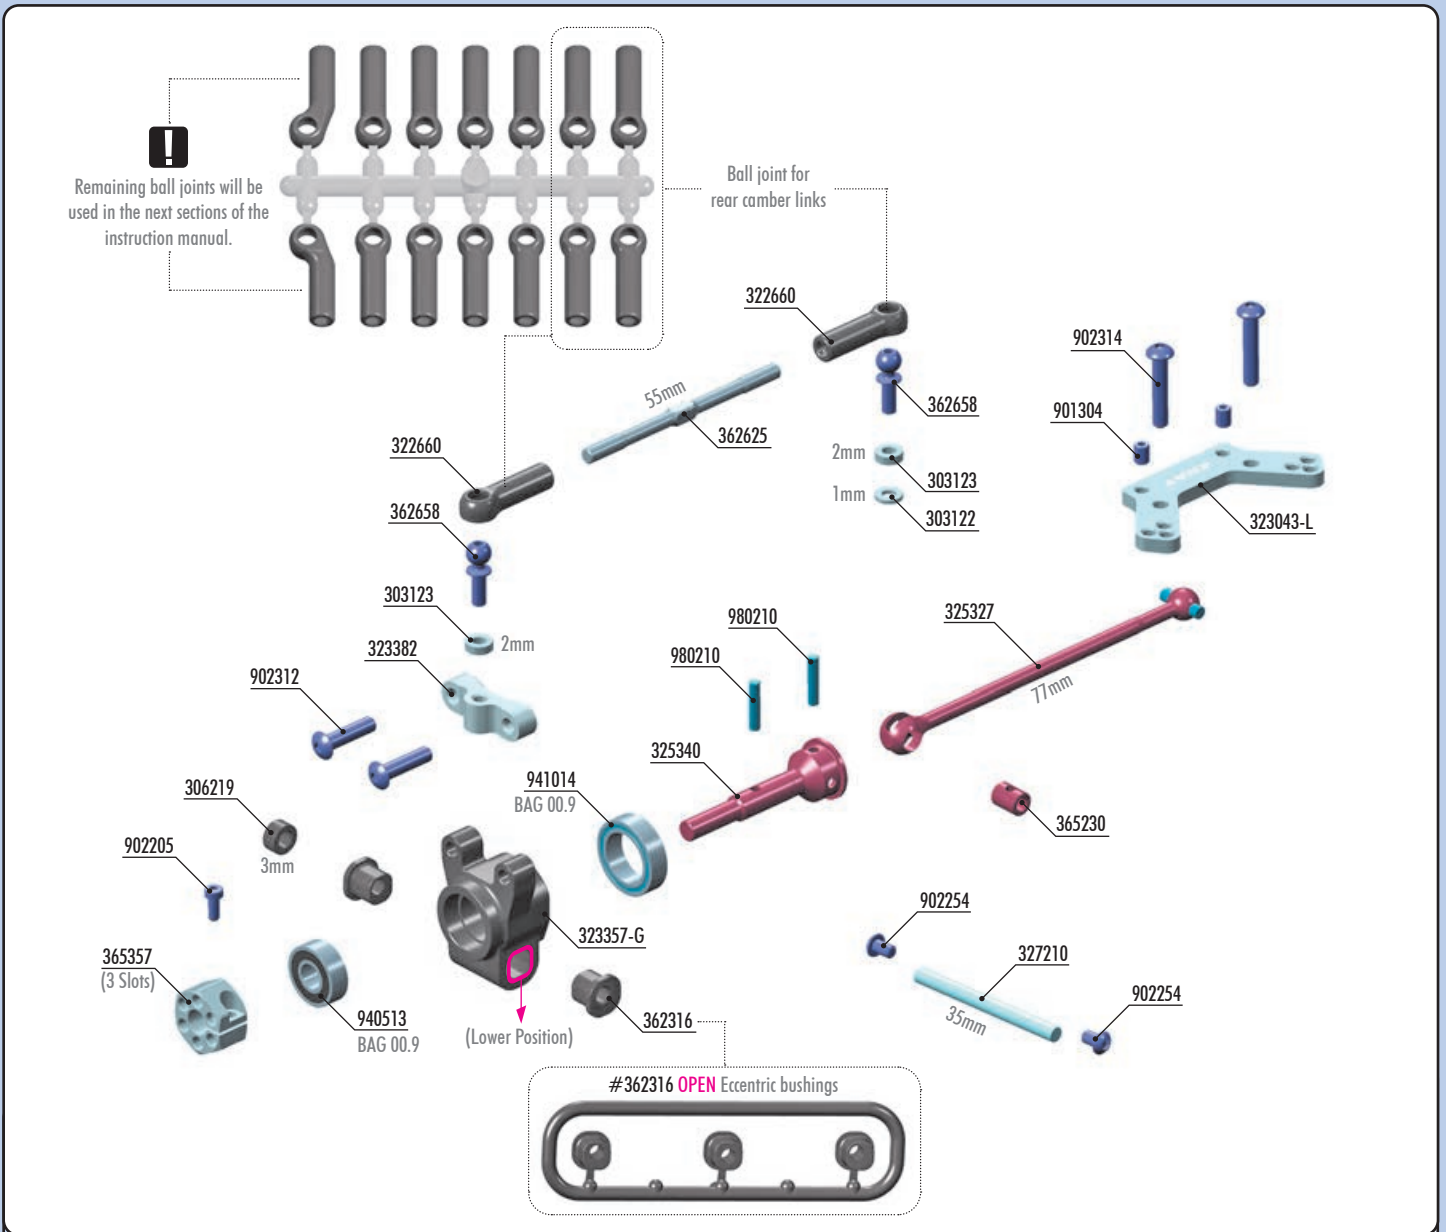 !
Remaining ball joints will be
used in the next sections of the
instruction manual.
Ball joint for
rear camber links
322660
902314
55mm
362658
901304
362625
322660
2mm
303123
1mm
303122
362658
323043-L
303123
2mm
980210
325327
323382
980210
902312
77mm
325340
941014
BAG 00.9
306219
365230
902205
3mm
902254
323357-G
365357
(3 Slots)
327210
902254
940513
BAG 00.9
(Lower Position)
362316
35mm
#362316 OPEN Eccentric bushings